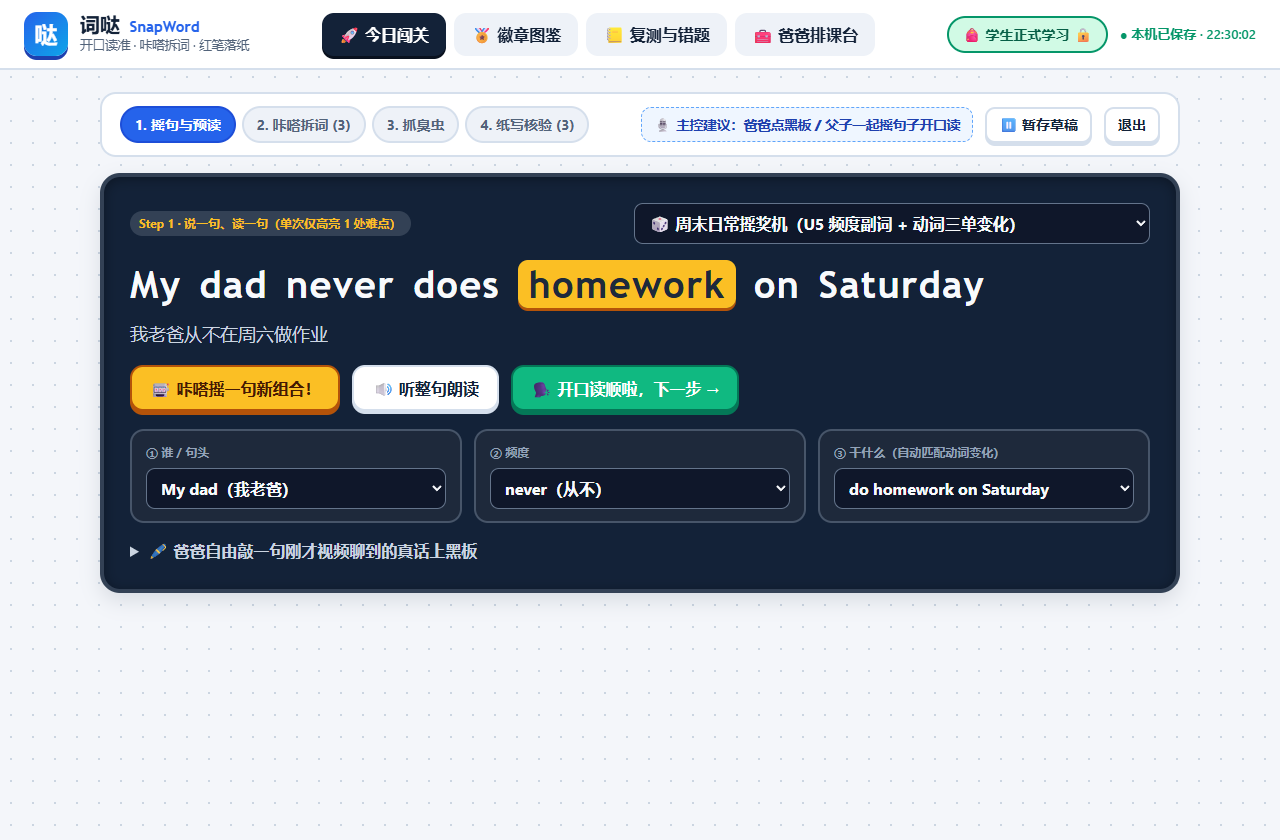 哒
词哒 SnapWord
开口读准 · 咔嗒拆词 · 红笔落纸
🚀 今日闯关
🏅 徽章图鉴
📒 复测与错题
🧰 爸爸排课台
🎒 学生正式学习 🔒
● 本机已保存 · 22:30:02
1. 摇句与预读
2. 咔嗒拆词 (3)
3. 抓臭虫
4. 纸写核验 (3)
🎙️ 主控建议：爸爸点黑板 / 父子一起摇句子开口读
⏸️ 暂存草稿
退出
Step 1 · 说一句、读一句（单次仅高亮 1 处难点）
🎲 周末日常摇奖机（U5 频度副词 + 动词三单变化）
My dad never does homework on Saturday
我老爸从不在周六做作业
🎰 咔嗒摇一句新组合！
🔊 听整句朗读
🗣️ 开口读顺啦，下一步 →
① 谁 / 句头
My dad（我老爸）
② 频度
never（从不）
③ 干什么（自动匹配动词变化）
do homework on Saturday
▶ 🖍️ 爸爸自由敲一句刚才视频聊到的真话上黑板